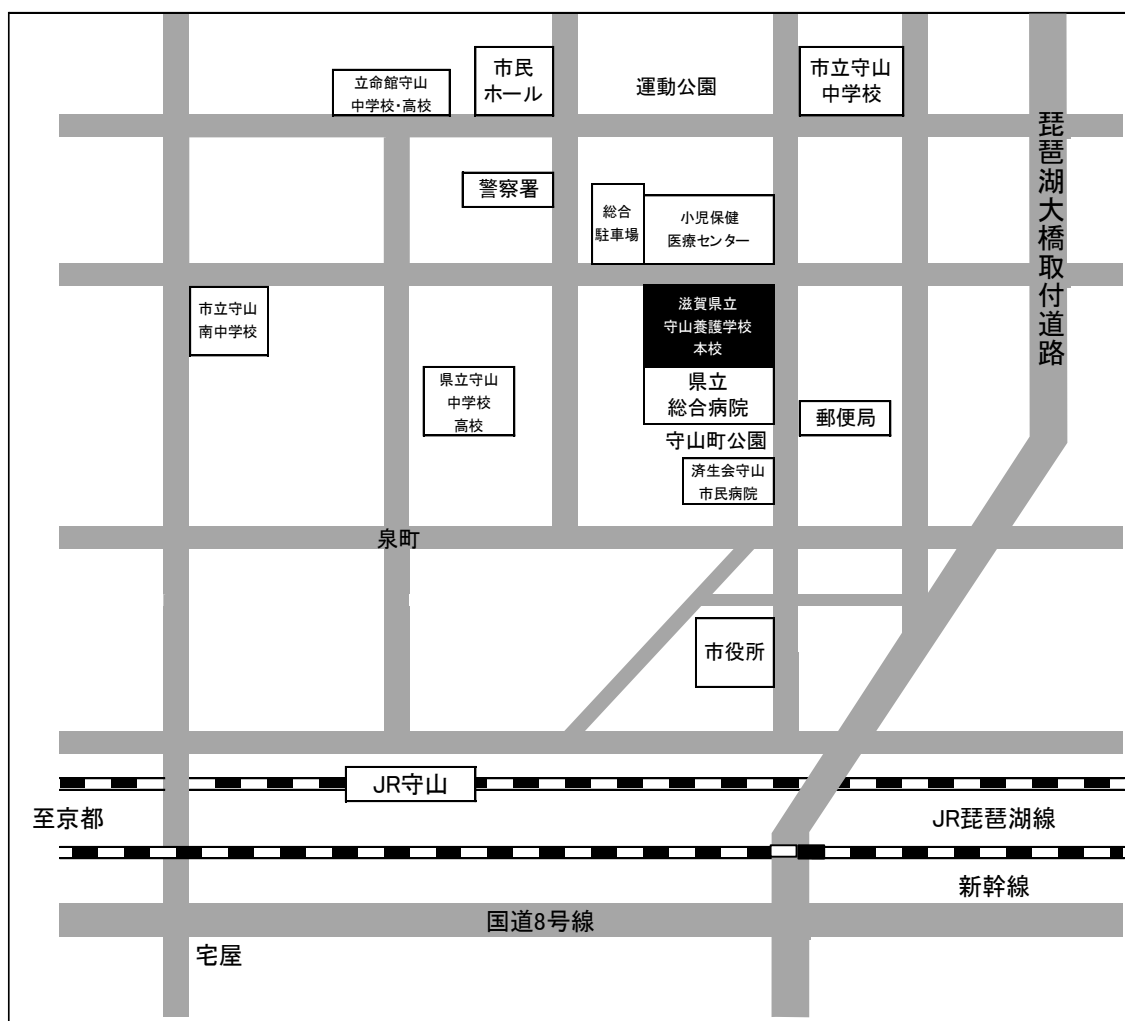 立命館守山
中学校・高校
市民
ホール
運動公園
市立守山
中学校
琵琶湖大橋取付道路
警察署
総合
駐車場
小児保健
医療センター
市立守山
南中学校
滋賀県立
守山養護学校
本校
県立守山
中学校
高校
県立
総合病院
郵便局
守山町公園
済生会守山
市民病院
泉町
市役所
JR守山
至京都
JR琵琶湖線
新幹線
国道8号線
宅屋